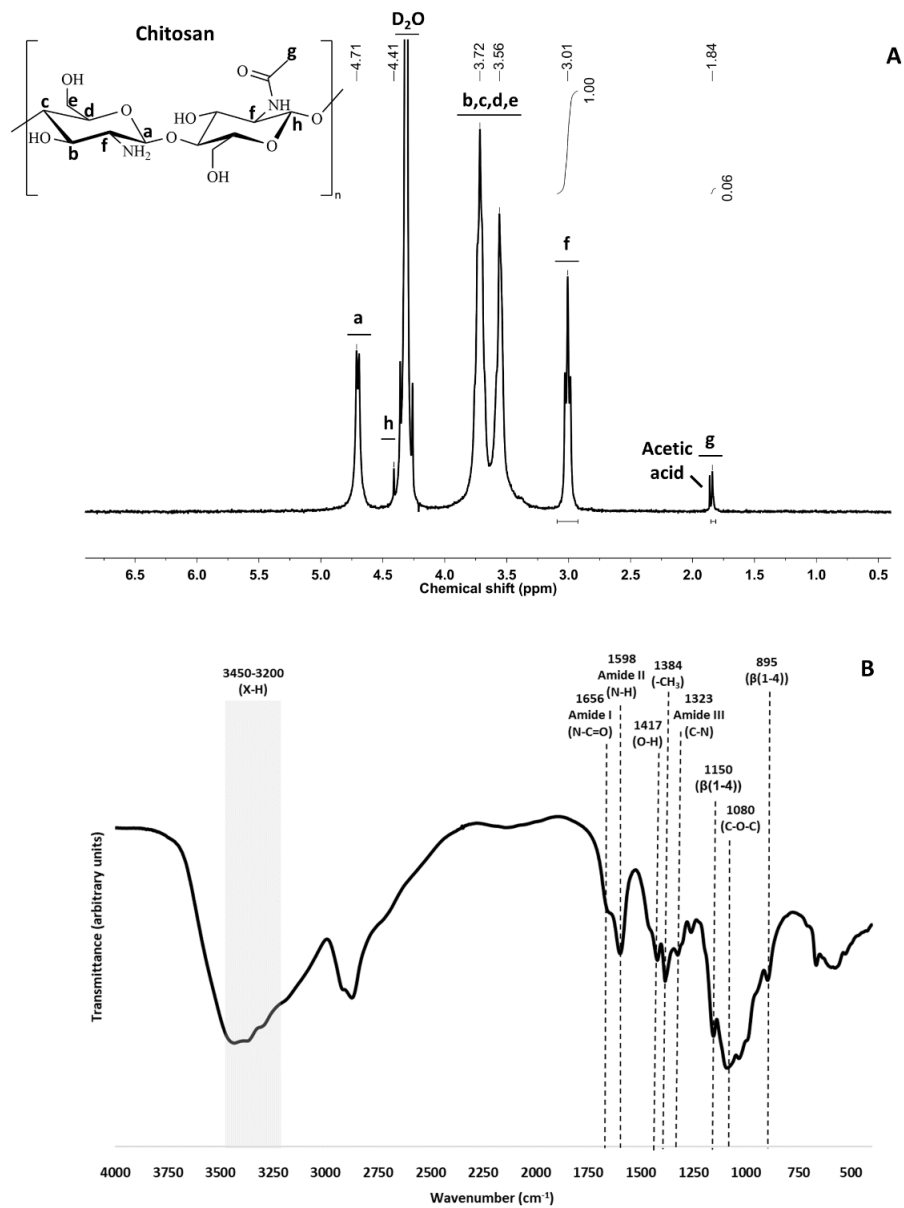 Chitosan
D₂O
A
−4.71
−4.41
−3.72
−3.56
−3.01
−1.84
g
O
OH
NH
e
c
d
O
a
HO
b
f
NH₂
O
HO
f
h
O
O
OH
n
b,c,d,e
1.00
0.06
f
a
h
Acetic
acid
g
6.5 6.0 5.5 5.0 4.5 4.0 3.5 3.0 2.5 2.0 1.5 1.0 0.5
Chemical shift (ppm)
B
3450-3200
(X-H)
1656
Amide I
(N-C=O)
1598
Amide II
(N-H)
1417
(O-H)
1384
(-CH₃)
1323
Amide III
(C-N)
1150
(β(1-4))
1080
(C-O-C)
895
(β(1-4))
Transmittance (arbitrary units)
4000 3750 3500 3250 3000 2750 2500 2250 2000 1750 1500 1250 1000 750 500
Wavenumber (cm⁻¹)